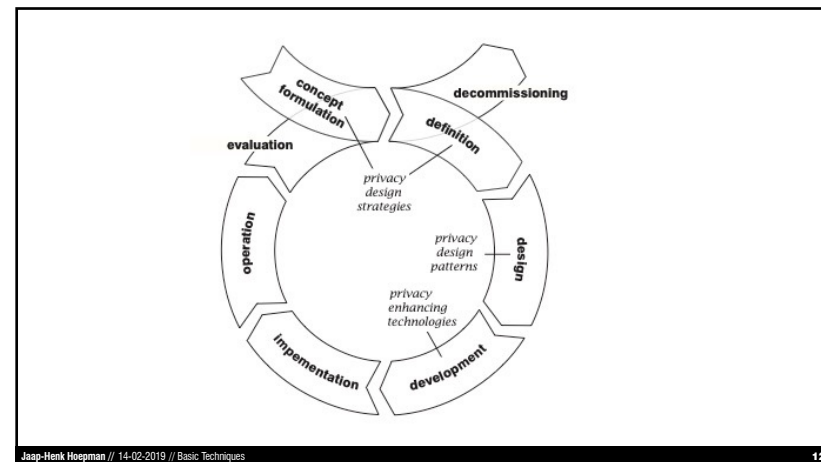 concept
formulation
decommissioning
definition
evaluation
privacy
design
strategies
operation
privacy
design
patterns
design
privacy
enhancing
technologies
impementation
development
Jaap-Henk Hoepman // 14-02-2019 // Basic Techniques